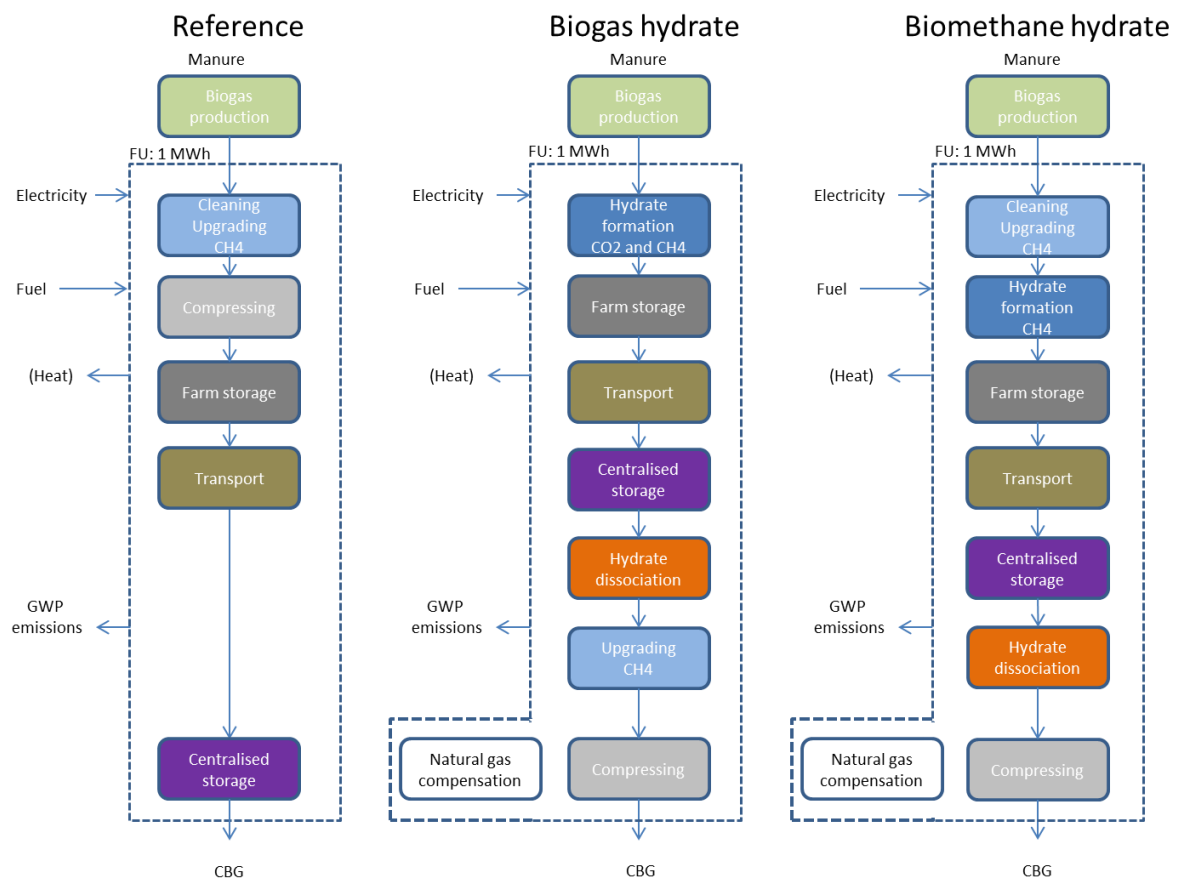 Reference
Manure
Biogas
production
FU: 1 MWh
Electricity
Cleaning
Upgrading
CH4
Fuel
Compressing
(Heat)
Farm storage
Transport
GWP
emissions
Centralised
storage
CBG
Biogas hydrate
Manure
Biogas
production
FU: 1 MWh
Electricity
Hydrate
formation
CO2 and CH4
Fuel
Farm storage
(Heat)
Transport
Centralised
storage
Hydrate
dissociation
GWP
emissions
Upgrading
CH4
Natural gas
compensation
Compressing
CBG
Biomethane hydrate
Manure
Biogas
production
FU: 1 MWh
Electricity
Cleaning
Upgrading
CH4
Fuel
Hydrate
formation
CH4
(Heat)
Farm storage
Transport
Centralised
storage
GWP
emissions
Hydrate
dissociation
Natural gas
compensation
Compressing
CBG